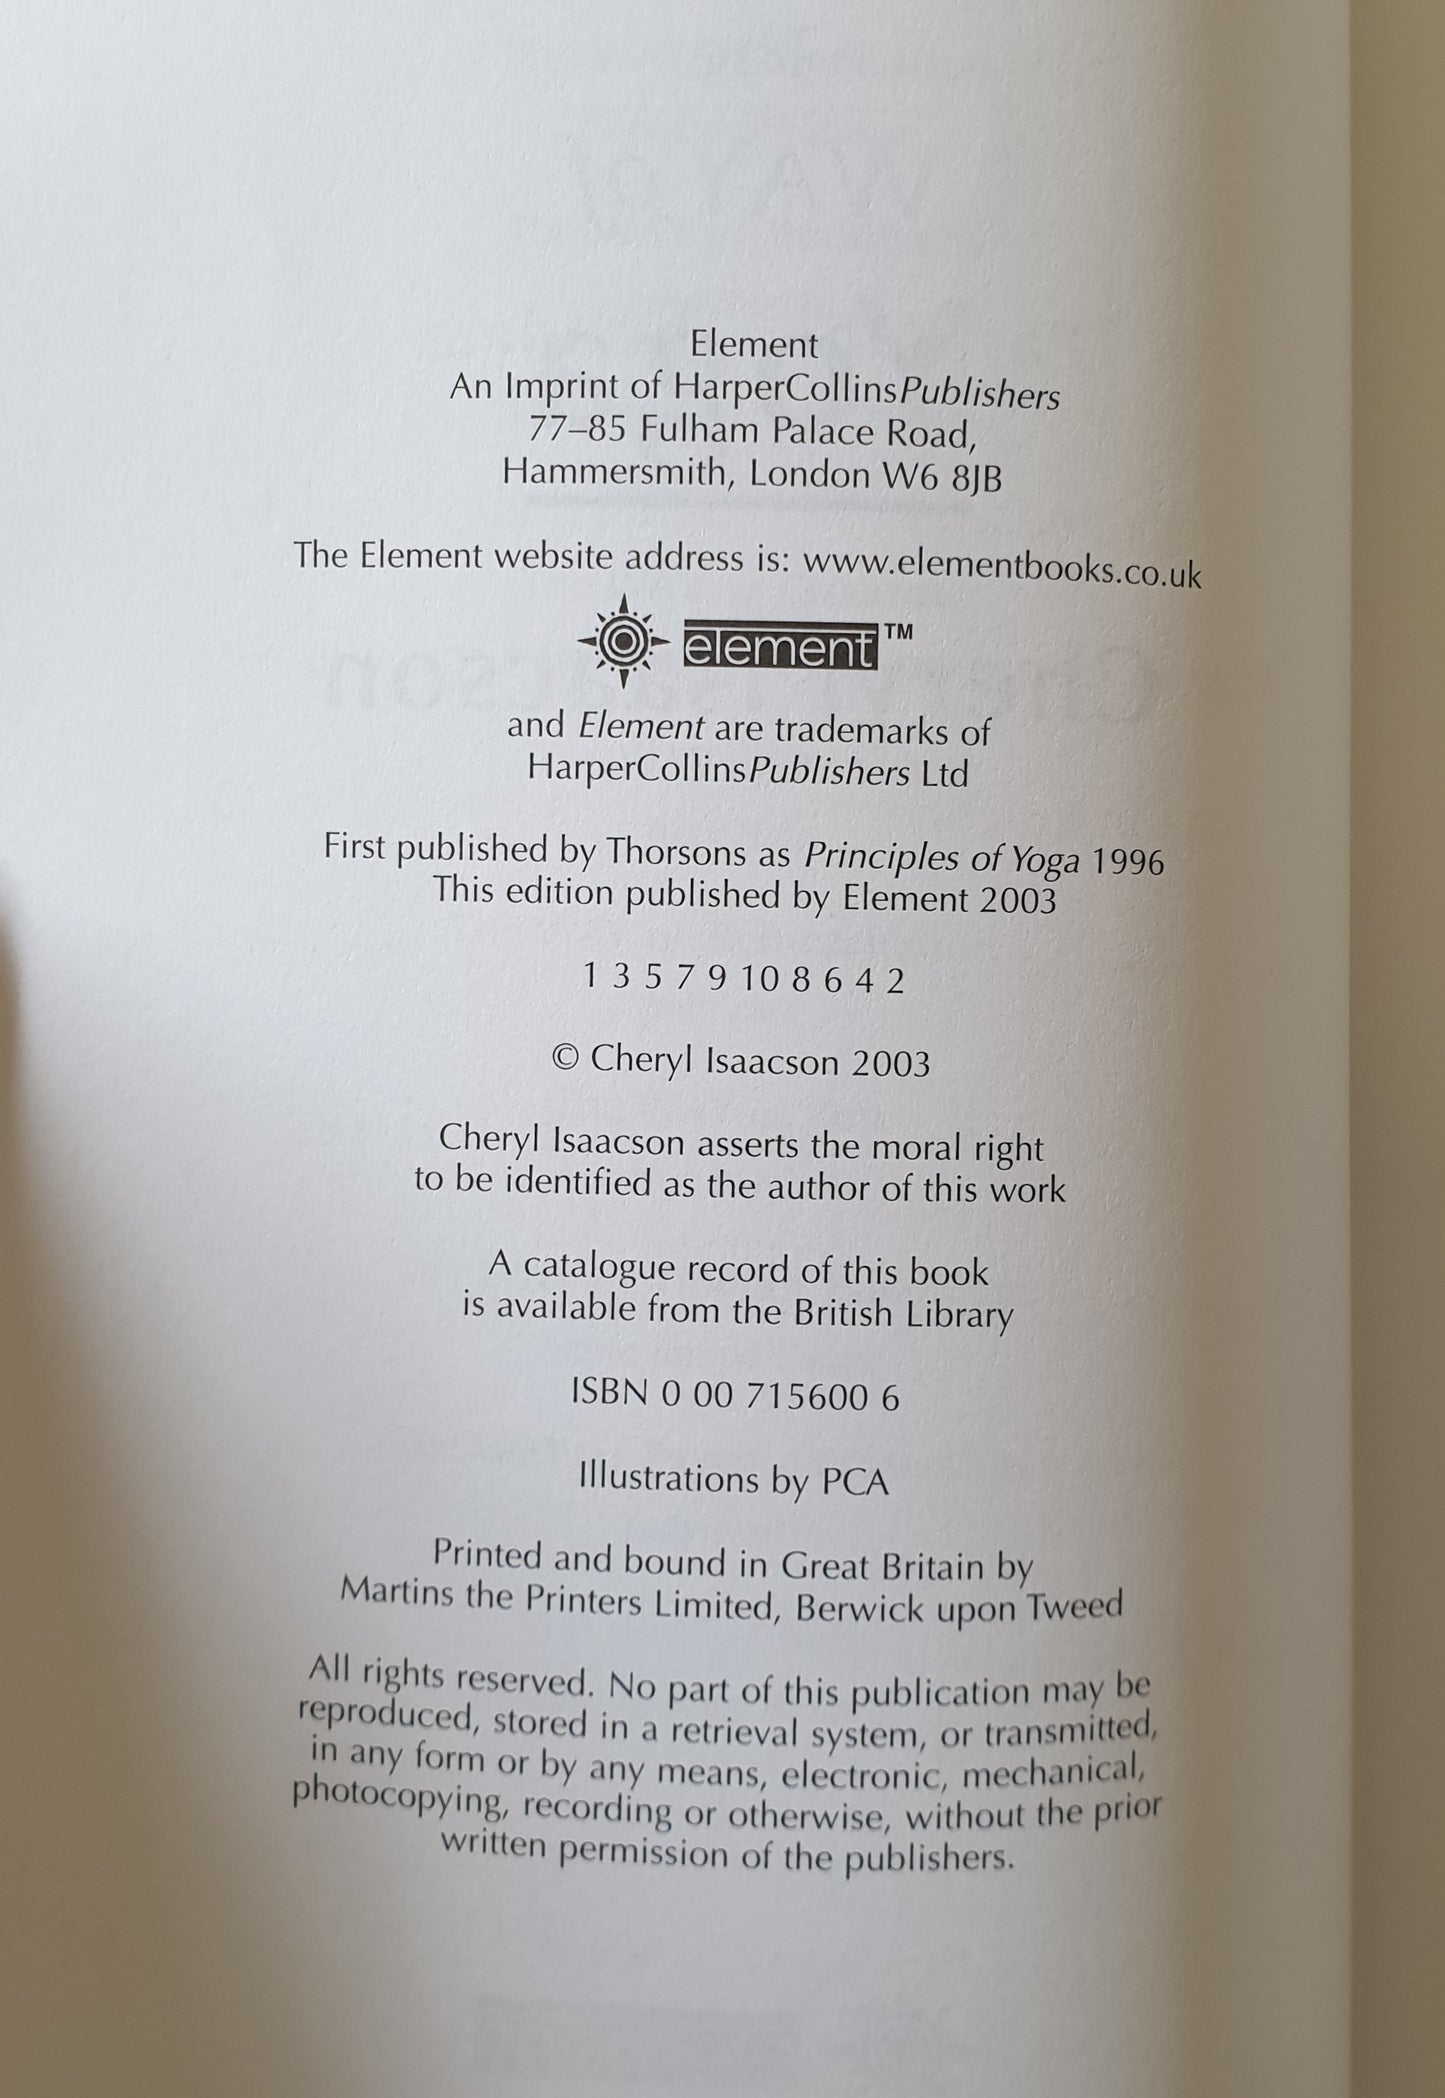 Element
An Imprint of HarperCollinsPublishers
77–85 Fulham Palace Road,
Hammersmith, London W6 8JB
The Element website address is: www.elementbooks.co.uk
element™
and Element are trademarks of
HarperCollinsPublishers Ltd
First published by Thorsons as Principles of Yoga 1996
This edition published by Element 2003
1 3 5 7 9 10 8 6 4 2
© Cheryl Isaacson 2003
Cheryl Isaacson asserts the moral right
to be identified as the author of this work
A catalogue record of this book
is available from the British Library
ISBN 0 00 715600 6
Illustrations by PCA
Printed and bound in Great Britain by
Martins the Printers Limited, Berwick upon Tweed
All rights reserved. No part of this publication may be
reproduced, stored in a retrieval system, or transmitted,
in any form or by any means, electronic, mechanical,
photocopying, recording or otherwise, without the prior
written permission of the publishers.